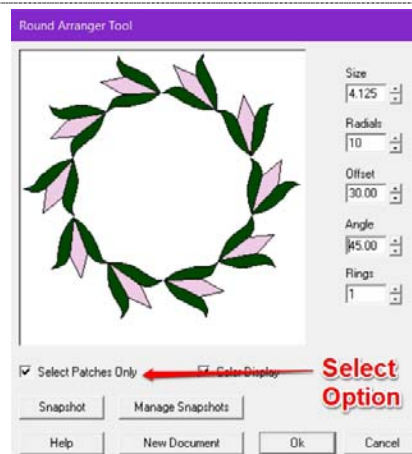 Round Arranger Tool
Size
4.125
Radials
10
Offset
30.00
Angle
45.00
Rings
1
Select Patches Only
Color Display
Select
Option
Snapshot
Manage Snapshots
Help
New Document
Ok
Cancel